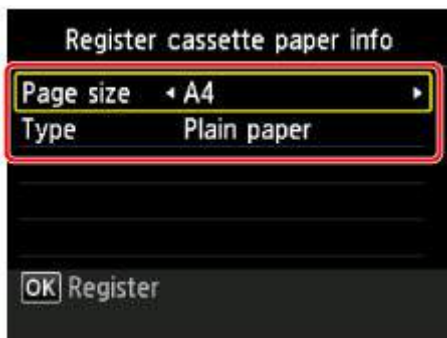 Register cassette paper info
Page size A4
Type Plain paper
OK Register